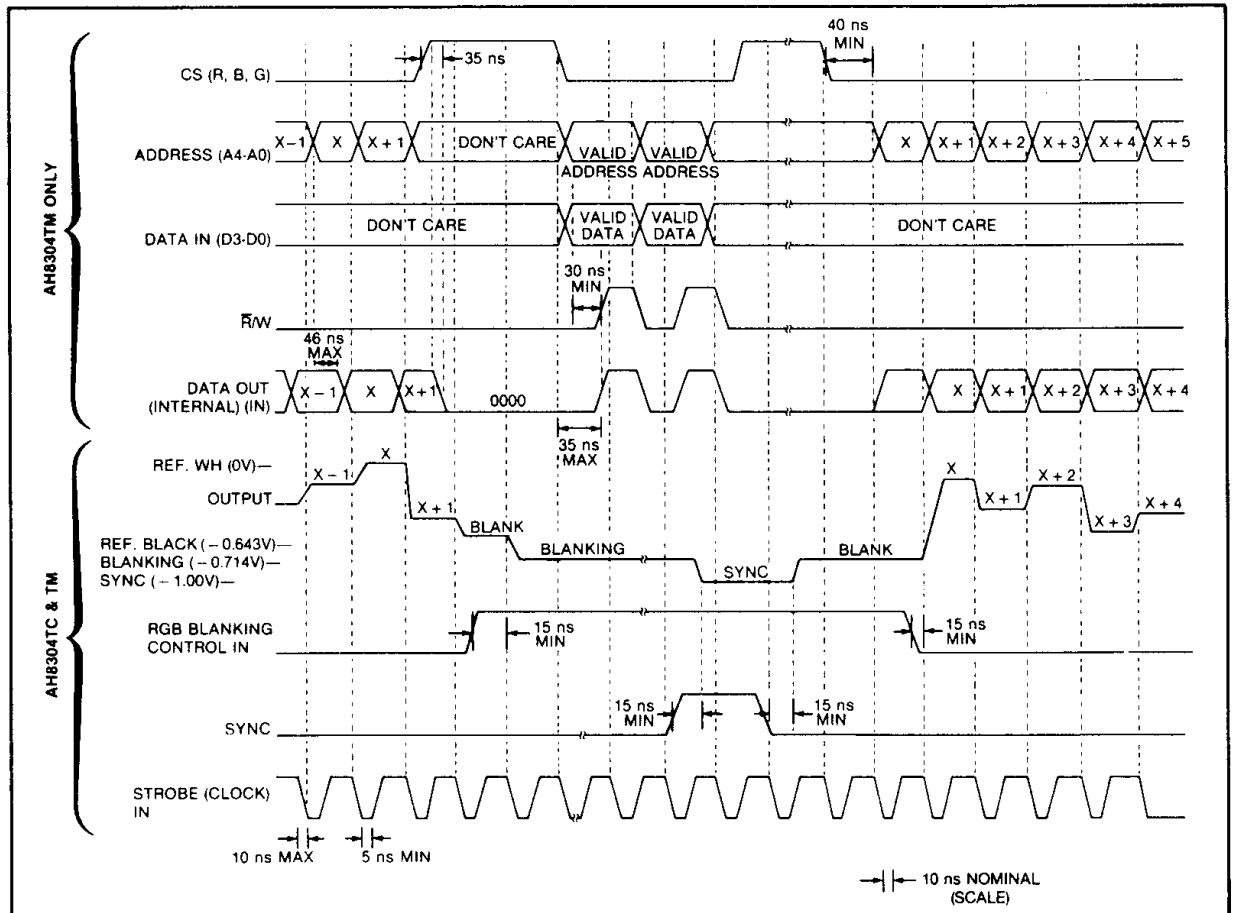 40 ns
MIN
CS (R, B, G)
35 ns
AH8304TM ONLY
ADDRESS (A4-A0)
X-1 X X+1 DON'T CARE VALID ADDRESS VALID ADDRESS X X+1 X+2 X+3 X+4 X+5
DATA IN (D3-D0)
DON'T CARE VALID DATA VALID DATA DON'T CARE
30 ns
MIN
R̅/W
46 ns
MAX
DATA OUT
(INTERNAL) (IN)
X-1 X X+1 0000 X X+1 X+2 X+3 X+4
35 ns
MAX
AH8304TC & TM
REF. WH (0V)—
OUTPUT
X-1 X X+1 BLANK BLANKING SYNC BLANK X X+1 X+2 X+3 X+4
REF. BLACK (-0.643V)—
BLANKING (-0.714V)—
SYNC (-1.00V)—
RGB BLANKING
CONTROL IN
15 ns
MIN
15 ns
MIN
SYNC
15 ns
MIN
15 ns
MIN
STROBE (CLOCK)
IN
10 ns MAX
5 ns MIN
10 ns NOMINAL
(SCALE)